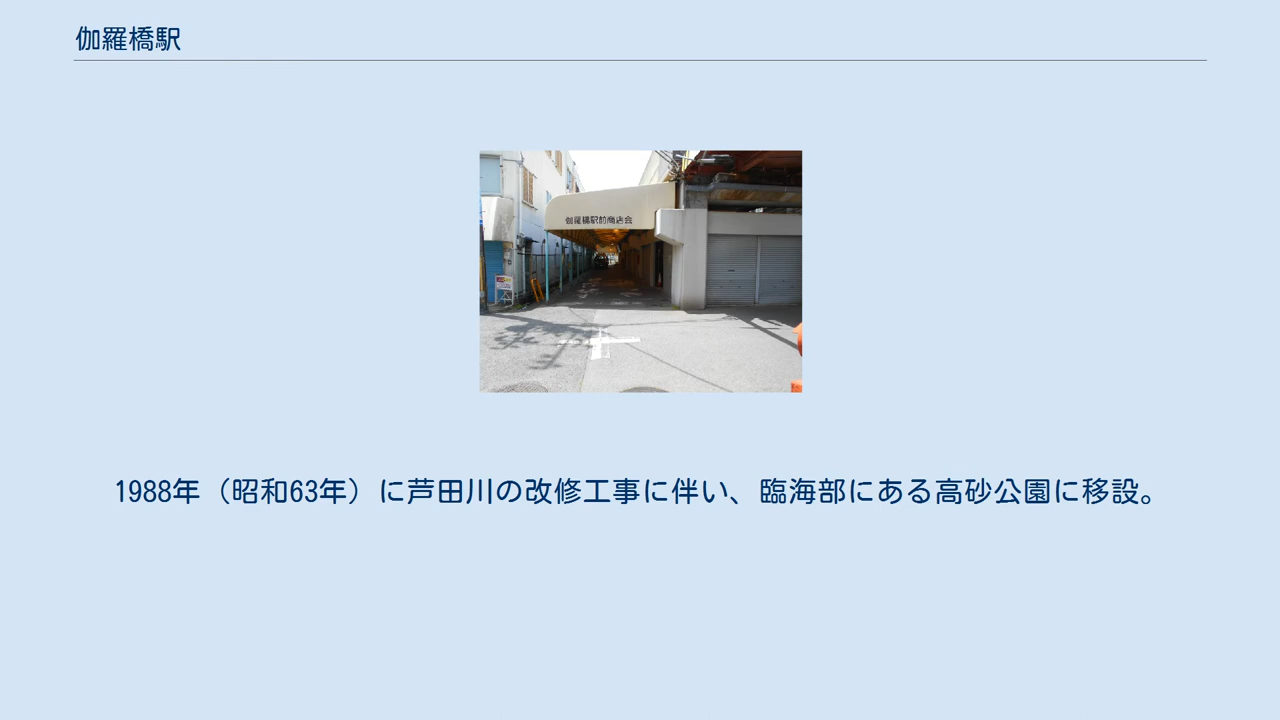 伽羅橋駅
伽羅橋駅前商店会
1988年（昭和63年）に芦田川の改修工事に伴い、臨海部にある高砂公園に移設。